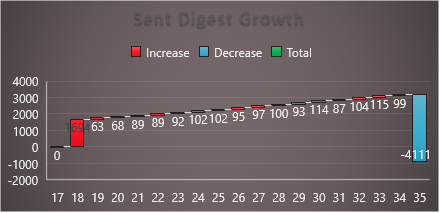 Sent Digest Growth
Increase Decrease Total
4000
3000
2000
1000
0
-1000
-2000
0 1694 63 68 89 89 92 102 102 95 97 100 93 114 87 104 115 99 -4111
17 18 19 20 21 22 23 24 25 26 27 28 29 30 31 32 33 34 35